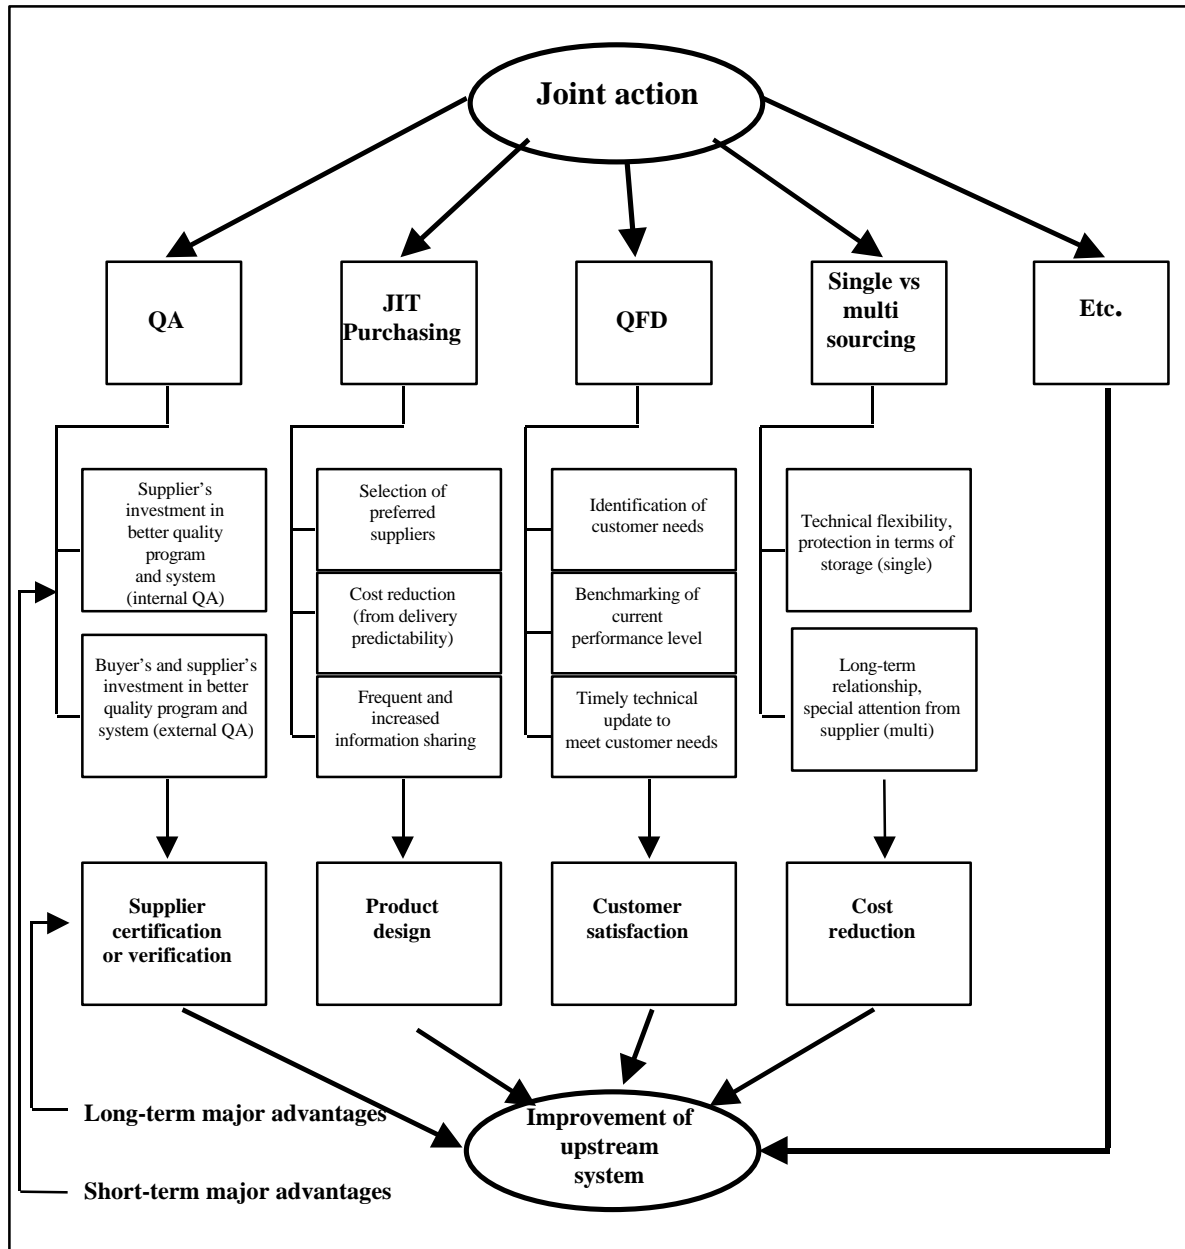 Joint action
QA
JIT
Purchasing
QFD
Single vs
multi
sourcing
Etc.
Supplier’s
investment in
better quality
program
and system
(internal QA)
Buyer’s and supplier’s
investment in better
quality program and
system (external QA)
Selection of
preferred
suppliers
Cost reduction
(from delivery
predictability)
Frequent and
increased
information sharing
Identification of
customer needs
Benchmarking of
current
performance level
Timely technical
update to
meet customer needs
Technical flexibility,
protection in terms of
storage (single)
Long-term
relationship,
special attention from
supplier (multi)
Supplier
certification
or verification
Product
design
Customer
satisfaction
Cost
reduction
Long-term major advantages
Short-term major advantages
Improvement of
upstream
system